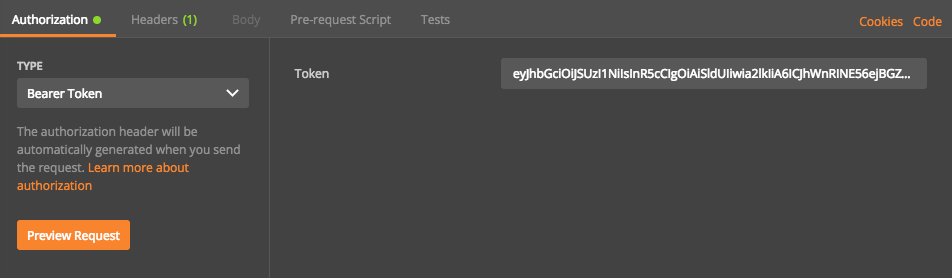 Authorization
Headers (1)
Body
Pre-request Script
Tests
Cookies
Code
TYPE
Bearer Token
The authorization header will be
automatically generated when you send
the request. Learn more about
authorization
Preview Request
Token
eyJhbGciOiJSUzI1NiIsInR5cCIgOiAiSldUIiwia2lkIiA6ICJhWnRINE56ejBGZ...